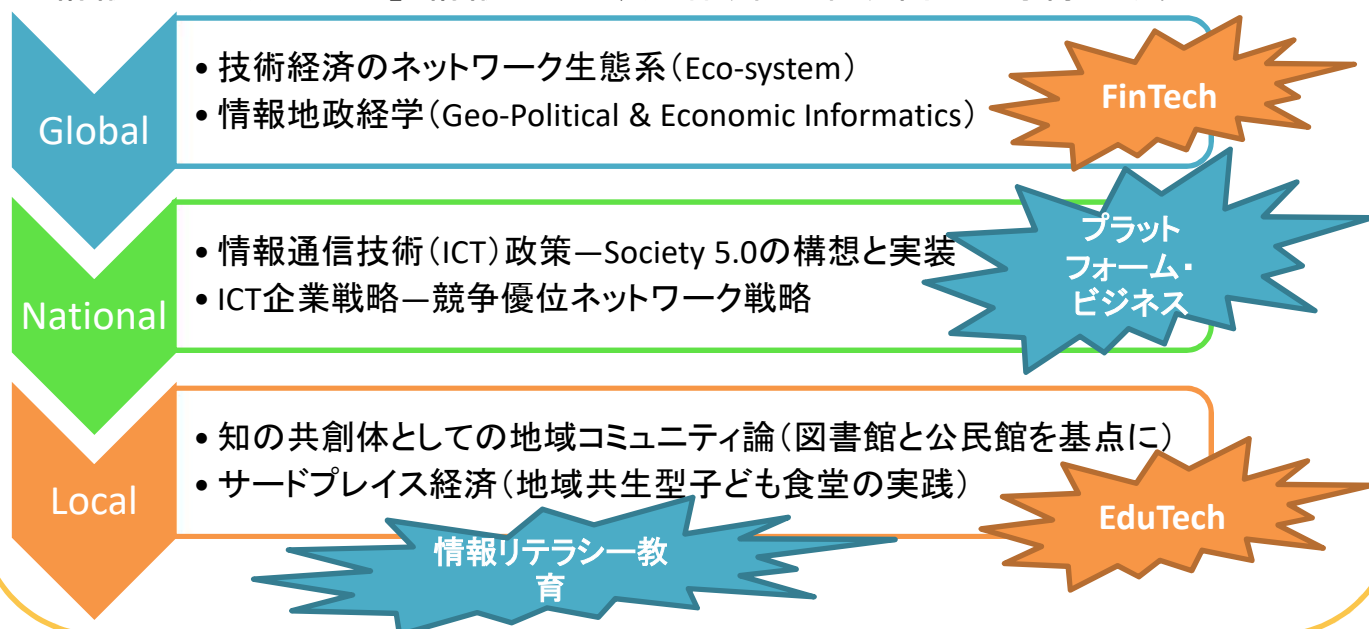 Global
• 技術経済のネットワーク生態系（Eco-system）
• 情報地政経学（Geo-Political & Economic Informatics）
FinTech
National
• 情報通信技術（ICT）政策―Society 5.0の構想と実装
• ICT企業戦略―競争優位ネットワーク戦略
プラット
フォーム・
ビジネス
Local
• 知の共創体としての地域コミュニティ論（図書館と公民館を基点に）
• サードプレイス経済（地域共生型子ども食堂の実践）
EduTech
情報リテラシー教
育